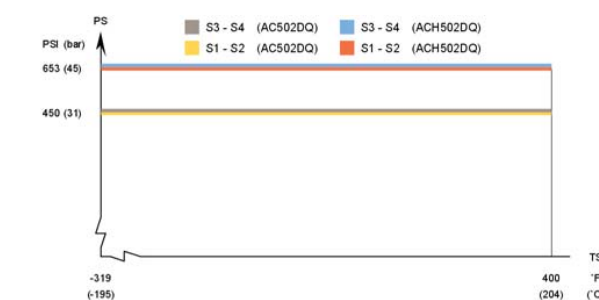 PS
S3 - S4 (AC502DQ) S3 - S4 (ACH502DQ)
PSI (bar) S1 - S2 (AC502DQ) S1 - S2 (ACH502DQ)
653 (45)
450 (31)
TS
-319 400 °F
(-195) (204) (°C